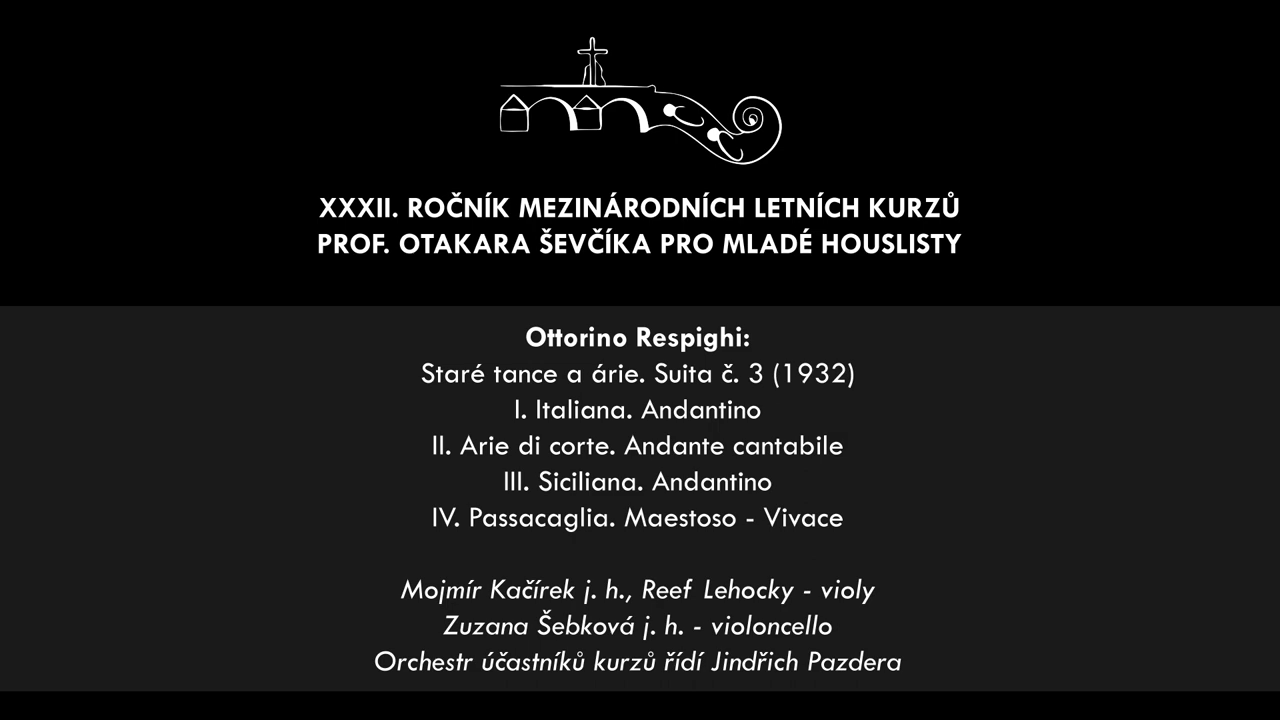 XXXII. ROČNÍK MEZINÁRODNÍCH LETNÍCH KURZŮ
PROF. OTAKARA ŠEVČÍKA PRO MLADÉ HOUSLISTY
Ottorino Respighi:
Staré tance a árie. Suita č. 3 (1932)
I. Italiana. Andantino
II. Arie di corte. Andante cantabile
III. Siciliana. Andantino
IV. Passacaglia. Maestoso - Vivace
Mojmír Kačírek j. h., Reef Lehocky - violy
Zuzana Šebková j. h. - violoncello
Orchestr účastníků kurzů řídí Jindřich Pazdera